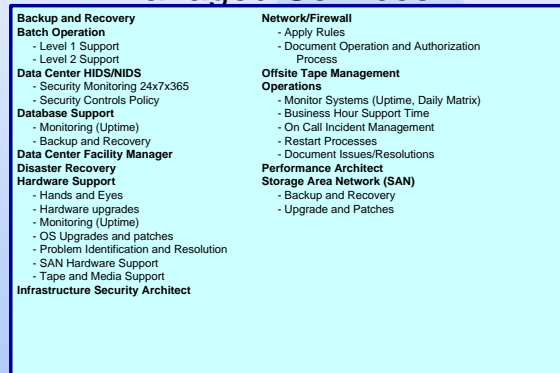 Backup and Recovery
Batch Operation
- Level 1 Support
- Level 2 Support
Data Center HIDS/NIDS
- Security Monitoring 24x7x365
- Security Controls Policy
Database Support
- Monitoring (Uptime)
- Backup and Recovery
Data Center Facility Manager
Disaster Recovery
Hardware Support
- Hands and Eyes
- Hardware upgrades
- Monitoring (Uptime)
- OS Upgrades and patches
- Problem Identification and Resolution
- SAN Hardware Support
- Tape and Media Support
Infrastructure Security Architect
Network/Firewall
- Apply Rules
- Document Operation and Authorization
Process
Offsite Tape Management
Operations
- Monitor Systems (Uptime, Daily Matrix)
- Business Hour Support Time
- On Call Incident Management
- Restart Processes
- Document Issues/Resolutions
Performance Architect
Storage Area Network (SAN)
- Backup and Recovery
- Upgrade and Patches